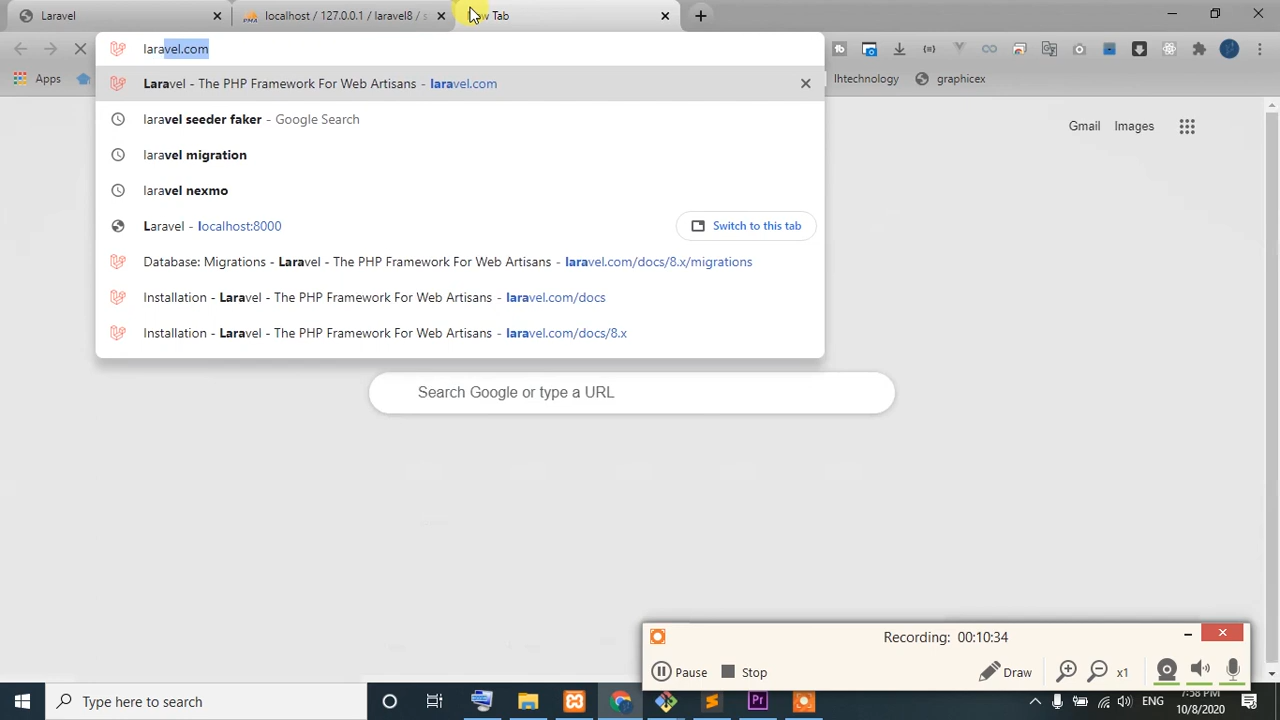 Laravel
localhost / 127.0.0.1 / laravel8 / s
Tab
laravel.com
Apps
lhtechnology
graphicex
Laravel - The PHP Framework For Web Artisans - laravel.com
laravel seeder faker - Google Search
laravel migration
laravel nexmo
Laravel - localhost:8000
Switch to this tab
Database: Migrations - Laravel - The PHP Framework For Web Artisans - laravel.com/docs/8.x/migrations
Installation - Laravel - The PHP Framework For Web Artisans - laravel.com/docs
Installation - Laravel - The PHP Framework For Web Artisans - laravel.com/docs/8.x
Gmail
Images
Search Google or type a URL
Recording: 00:10:34
Pause
Stop
Draw
x1
Type here to search
ENG
7:58 PM
10/8/2020